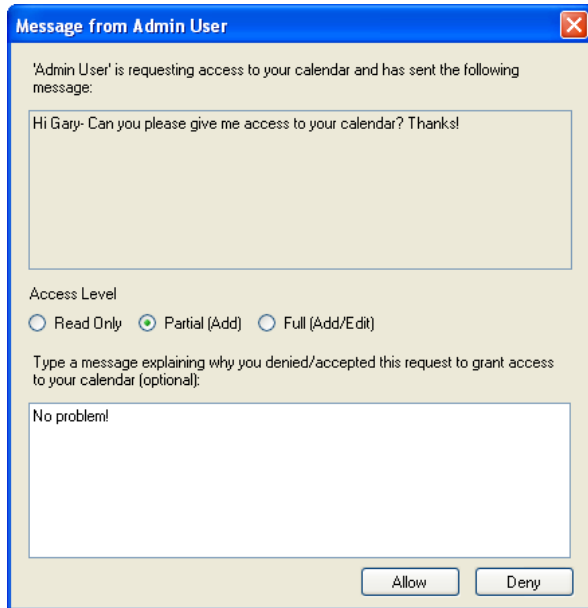 Message from Admin User
'Admin User' is requesting access to your calendar and has sent the following
message:
Hi Gary- Can you please give me access to your calendar? Thanks!
Access Level
Read Only Partial (Add) Full (Add/Edit)
Type a message explaining why you denied/accepted this request to grant access
to your calendar (optional):
No problem!
Allow Deny